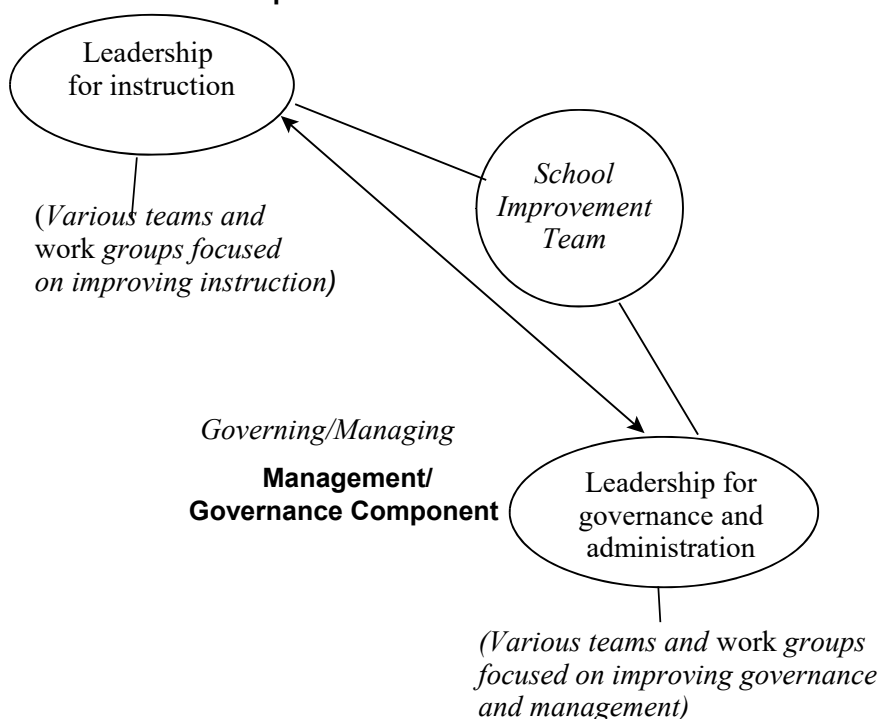 Leadership
for instruction
School
Improvement
Team
(Various teams and
work groups focused
on improving instruction)
Governing/Managing
Management/
Governance Component
Leadership for
governance and
administration
(Various teams and work groups
focused on improving governance
and management)